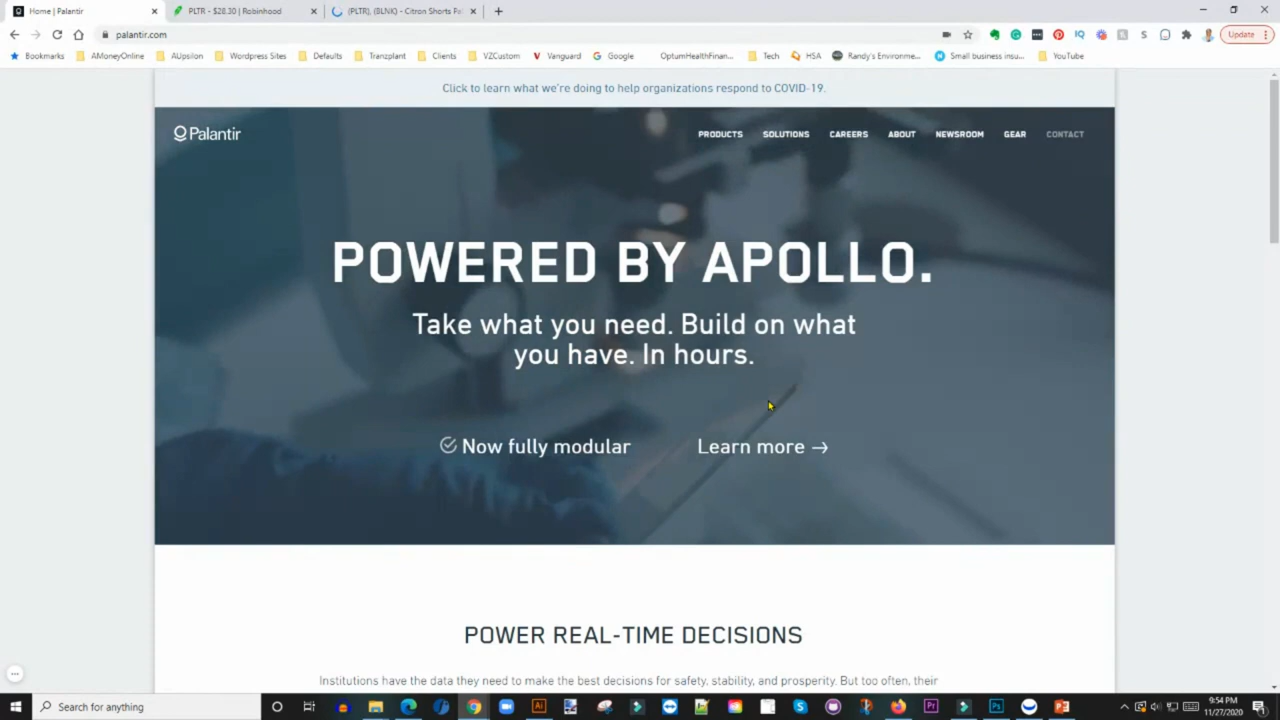 Home | Palantir
PLTR - $28.30 | Robinhood
(PLTR), (BLNK) - Citron Shorts Pal
palantir.com
Update
Bookmarks
AMoneyOnline
AUpsilon
Wordpress Sites
Defaults
Tranzplant
Clients
VZCustom
Vanguard
Google
OptumHealthFinan...
Tech
HSA
Randy's Environme...
Small business insu...
YouTube
Click to learn what we're doing to help organizations respond to COVID-19.
Palantir
PRODUCTS
SOLUTIONS
CAREERS
ABOUT
NEWSROOM
GEAR
CONTACT
POWERED BY APOLLO.
Take what you need. Build on what
you have. In hours.
Now fully modular
Learn more →
POWER REAL-TIME DECISIONS
Institutions have the data they need to make the best decisions for safety, stability, and prosperity. But too often, their
Search for anything
9:54 PM
11/27/2020